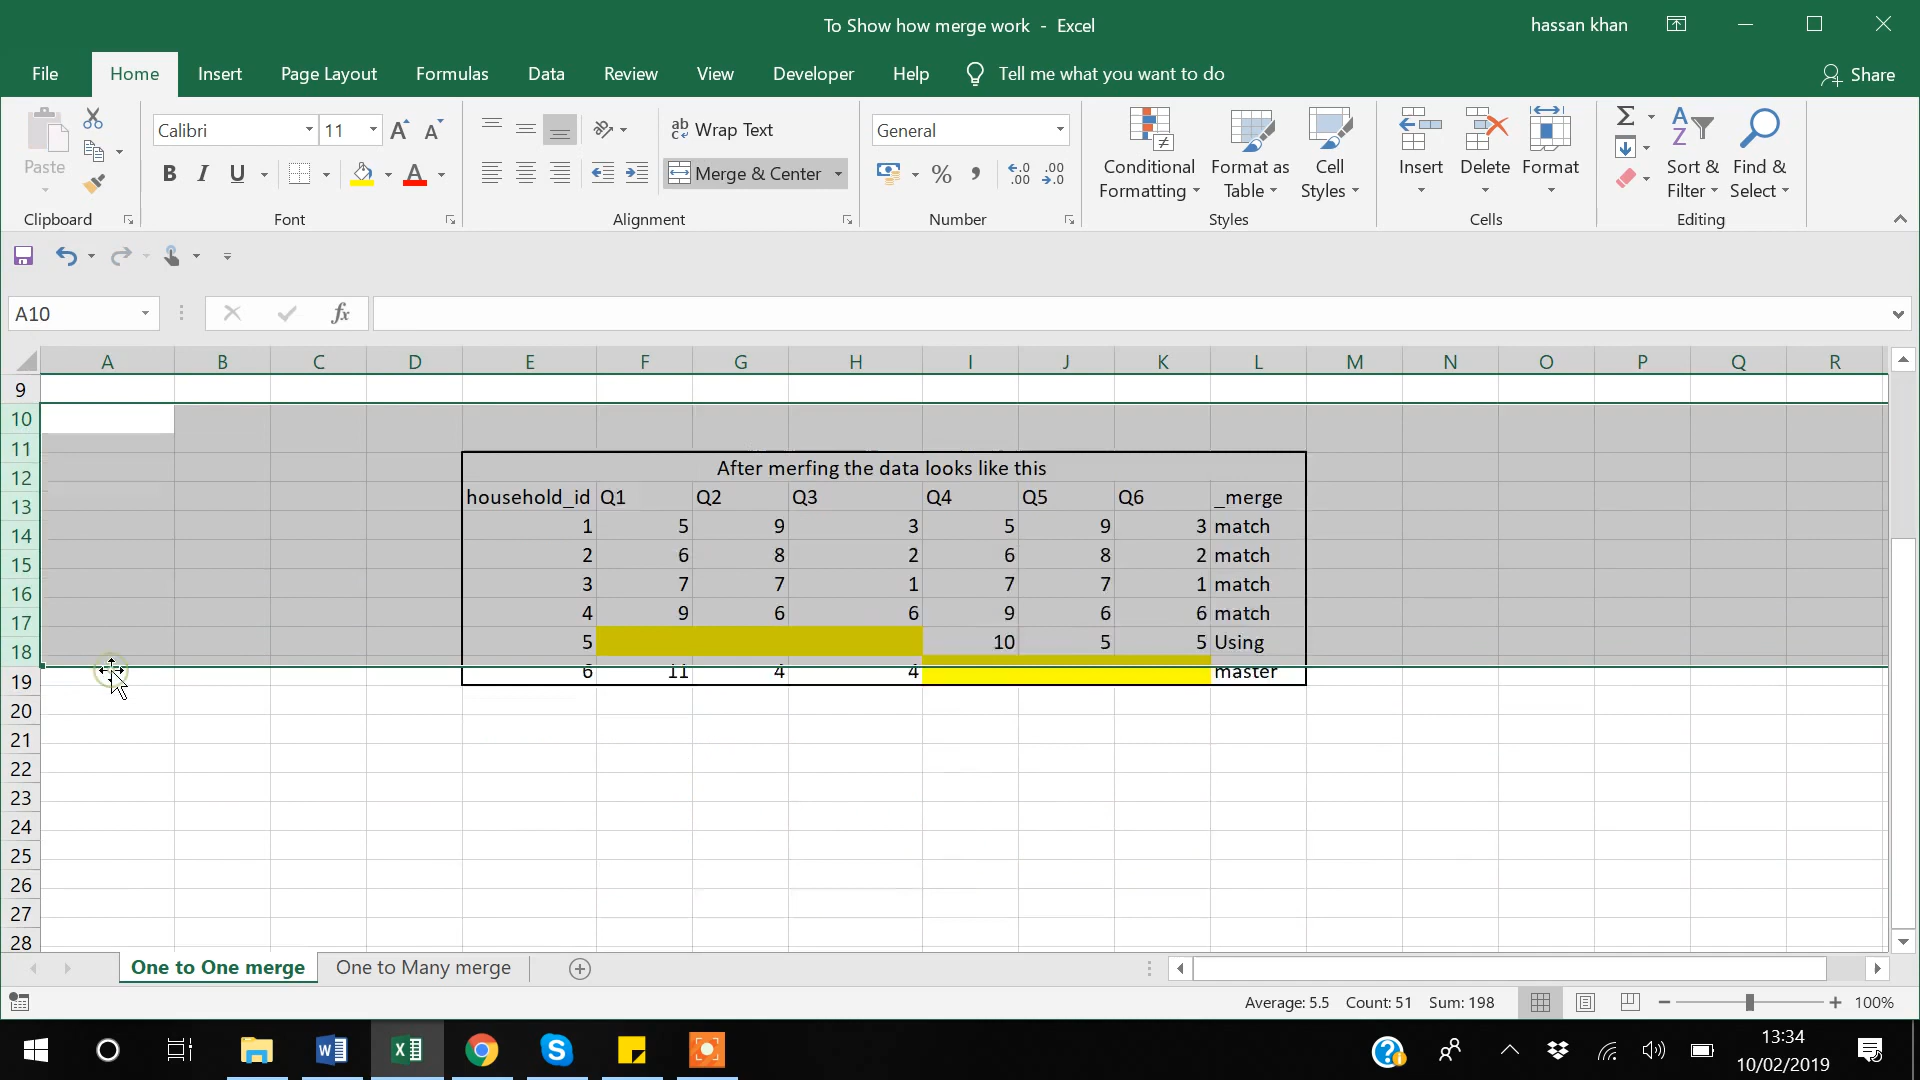 To Show how merge work - Excel
hassan khan
File Home Insert Page Layout Formulas Data Review View Developer Help Tell me what you want to do Share
Paste
Clipboard
Calibri 11
A A
B I U A
Font
ab Wrap Text
Merge & Center
Alignment
General
% , .0 .00 .00 .0
Number
Conditional Formatting
Format as Table
Cell Styles
Styles
Insert Delete Format
Cells
Sort & Filter
Find & Select
Editing
A10 fx
A B C D E F G H I J K L M N O P Q R
9
10
11
12 After merfing the data looks like this
13 household_id Q1 Q2 Q3 Q4 Q5 Q6 _merge
14 1 5 9 3 5 9 3 match
15 2 6 8 2 6 8 2 match
16 3 7 7 1 7 7 1 match
17 4 9 6 6 9 6 6 match
18 5 10 5 5 Using
19 6 11 4 4 master
20
21
22
23
24
25
26
27
28
One to One merge One to Many merge
Average: 5.5 Count: 51 Sum: 198 100%
13:34
10/02/2019